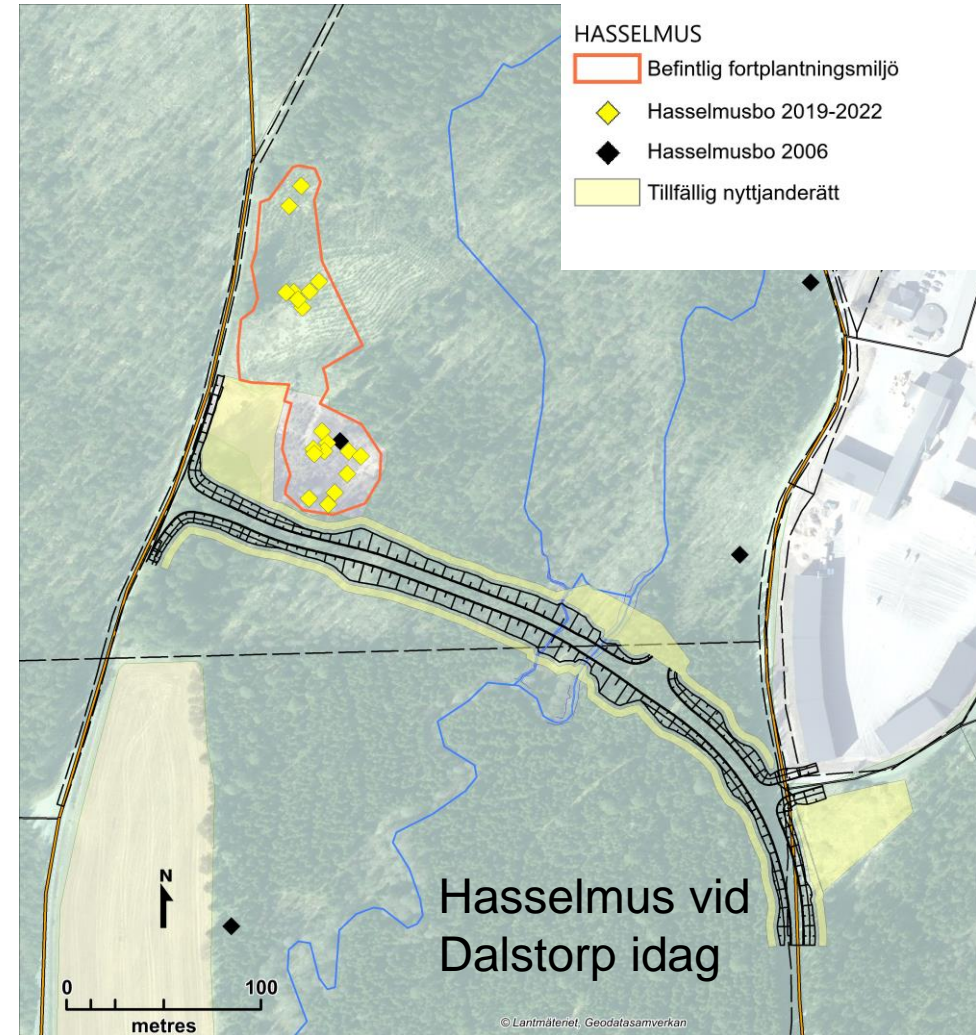 HASSELMUS
Befintlig fortplantningsmiljö
Hasselmusbo 2019-2022
Hasselmusbo 2006
Tillfällig nyttjanderätt
N
Hasselmus vid
Dalstorp idag
0 100
metres
© Lantmäteriet, Geodatasamverkan